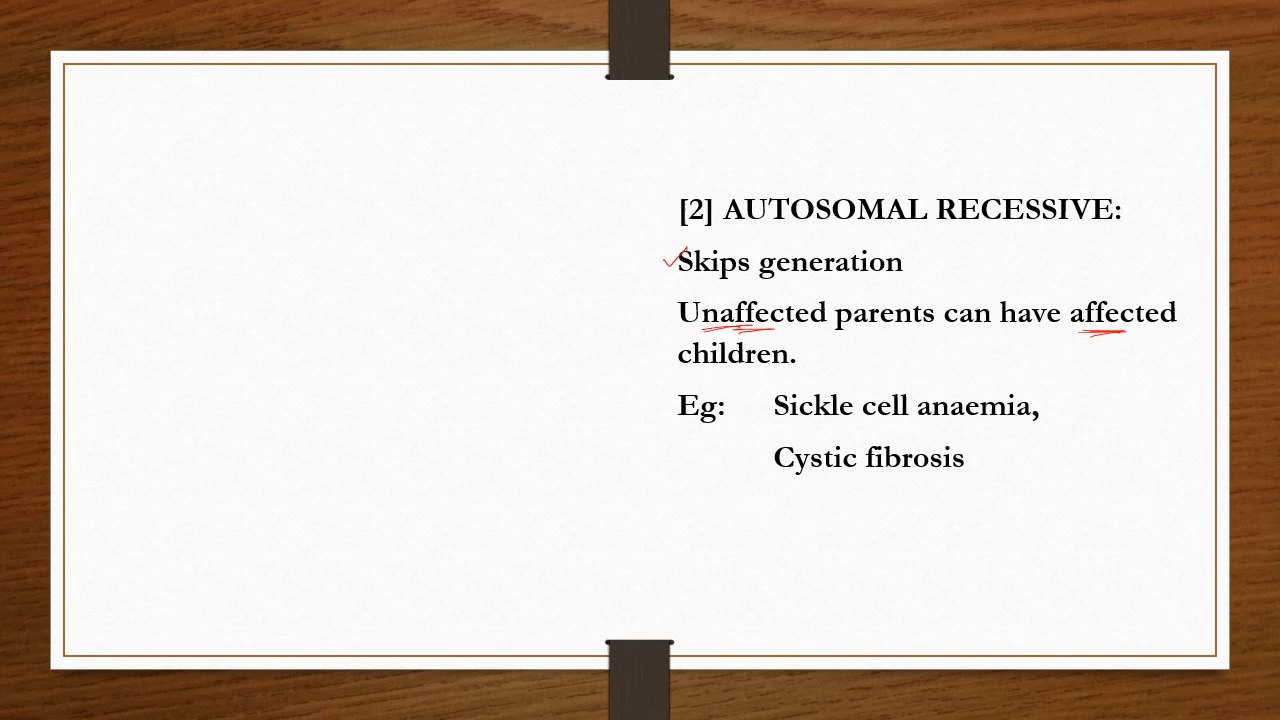 [2] AUTOSOMAL RECESSIVE:
Skips generation
Unaffected parents can have affected
children.
Eg: Sickle cell anaemia,
Cystic fibrosis